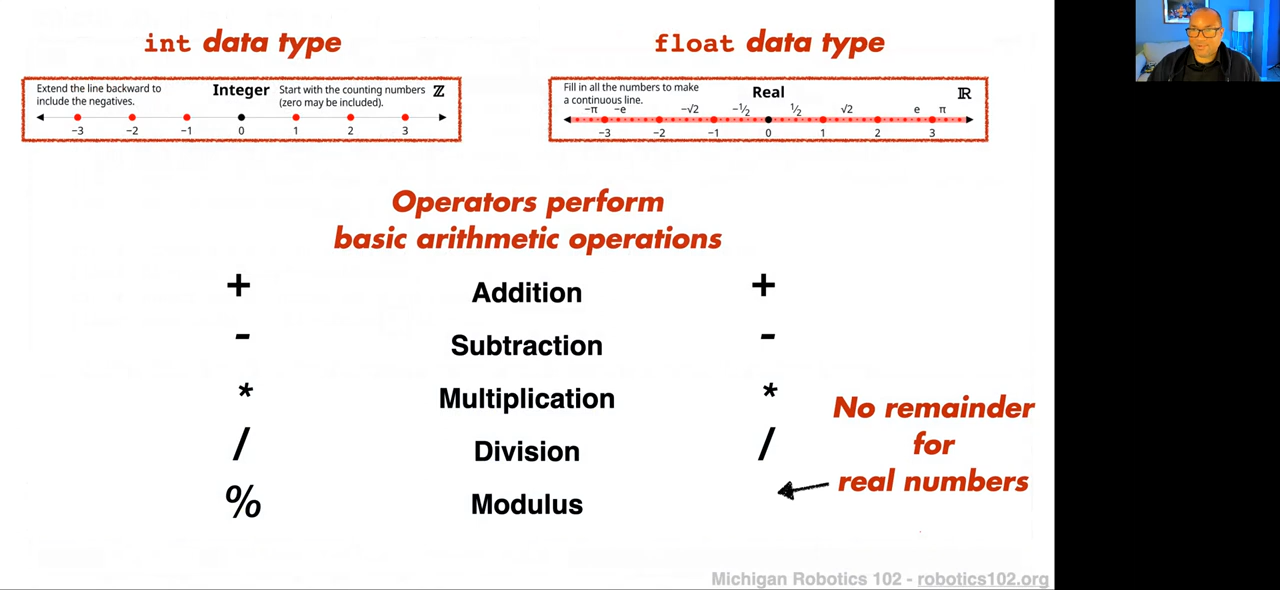 int data type
Extend the line backward to
include the negatives.
Integer
Start with the counting numbers
(zero may be included).
ℤ
−3 −2 −1 0 1 2 3
float data type
Fill in all the numbers to make
a continuous line.
Real
ℝ
−π −e −√2 −½ ½ √2 e π
−3 −2 −1 0 1 2 3
Operators perform
basic arithmetic operations
+ Addition +
- Subtraction -
* Multiplication *
/ Division /
% Modulus
No remainder
for
real numbers
Michigan Robotics 102 - robotics102.org